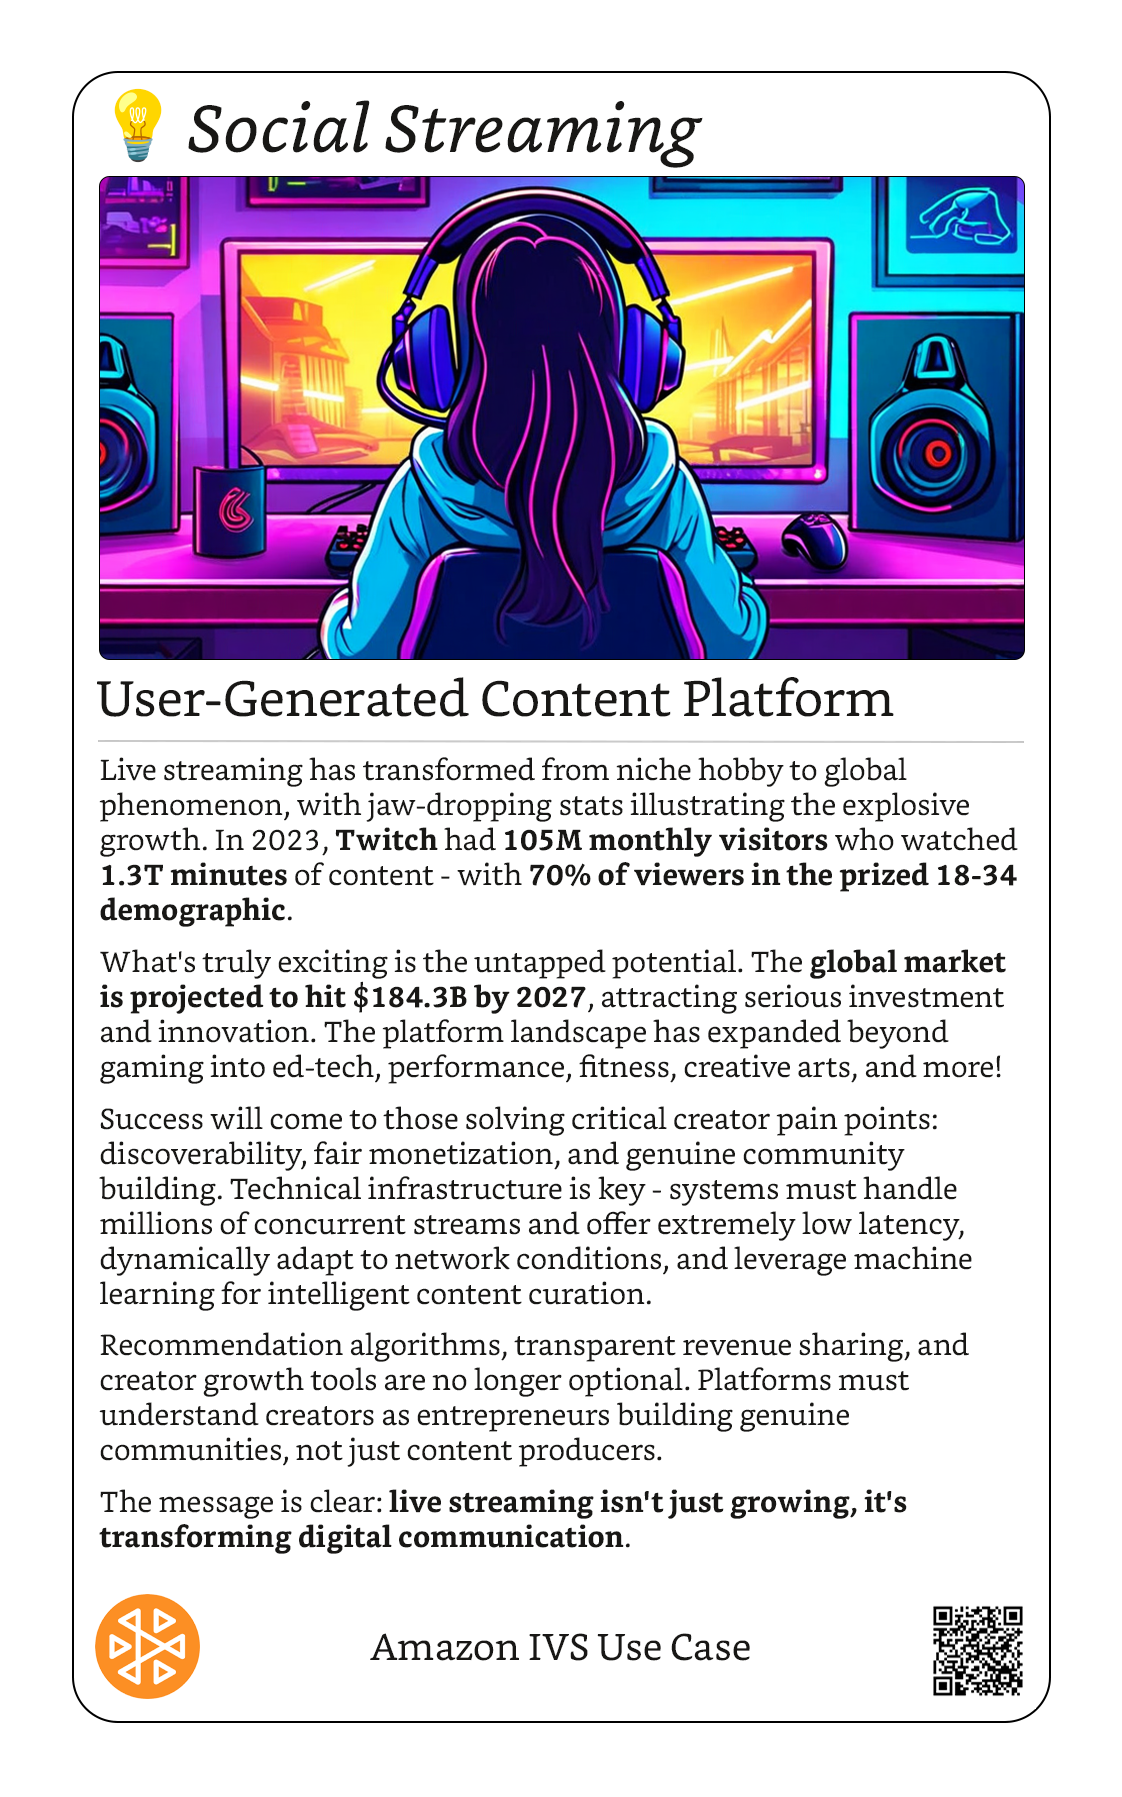 Social Streaming
User-Generated Content Platform
Live streaming has transformed from niche hobby to global
phenomenon, with jaw-dropping stats illustrating the explosive
growth. In 2023, Twitch had 105M monthly visitors who watched
1.3T minutes of content - with 70% of viewers in the prized 18-34
demographic.
What's truly exciting is the untapped potential. The global market
is projected to hit $184.3B by 2027, attracting serious investment
and innovation. The platform landscape has expanded beyond
gaming into ed-tech, performance, fitness, creative arts, and more!
Success will come to those solving critical creator pain points:
discoverability, fair monetization, and genuine community
building. Technical infrastructure is key - systems must handle
millions of concurrent streams and offer extremely low latency,
dynamically adapt to network conditions, and leverage machine
learning for intelligent content curation.
Recommendation algorithms, transparent revenue sharing, and
creator growth tools are no longer optional. Platforms must
understand creators as entrepreneurs building genuine
communities, not just content producers.
The message is clear: live streaming isn't just growing, it's
transforming digital communication.
Amazon IVS Use Case